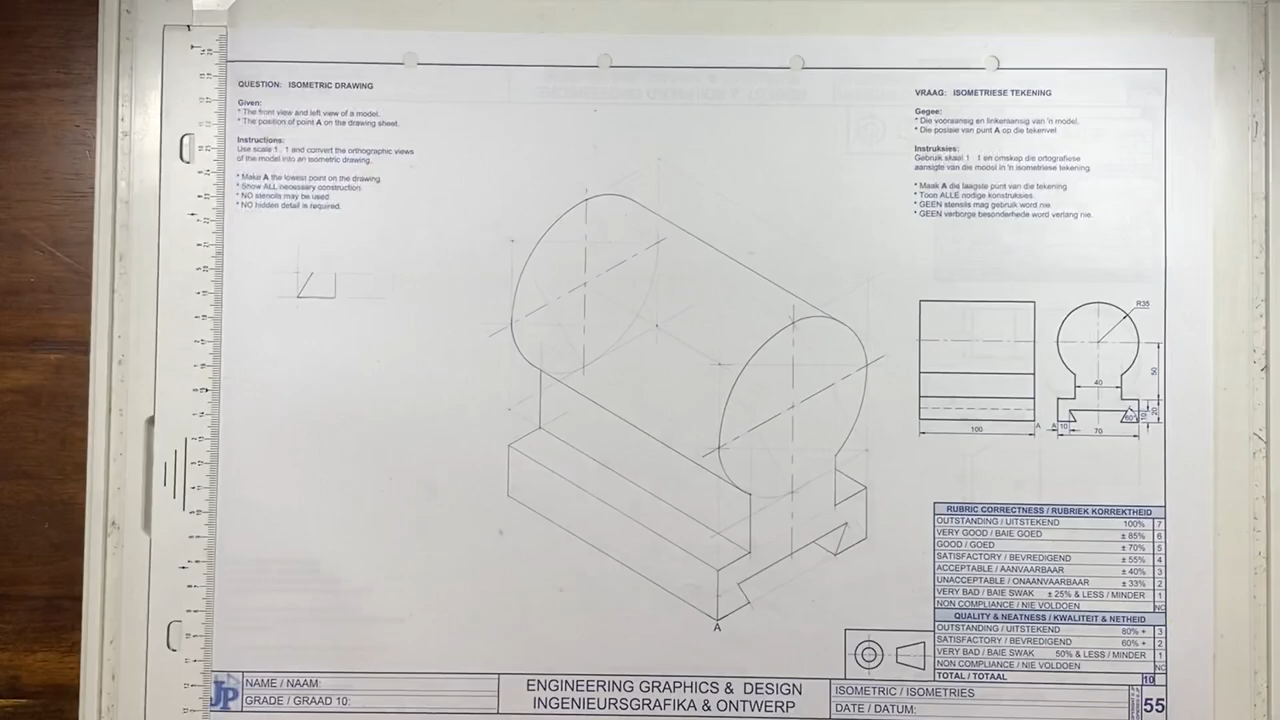 QUESTION: ISOMETRIC DRAWING
Given:
* The front view and left view of a model.
* The position of point A on the drawing sheet.
Instructions:
Use scale 1 : 1 and convert the orthographic views
of the model into an isometric drawing.
* Make A the lowest point on the drawing
* Show ALL necessary construction.
* NO stencils may be used
* NO hidden detail is required.
VRAAG: ISOMETRIESE TEKENING
Gegee:
* Die vooraansig en linkeraansig van 'n model.
* Die posisie van punt A op die tekenvel
Instruksies:
Gebruik skaal 1 : 1 en omskep die ortografiese
aansigte van die model in 'n isometriese tekening
* Maak A die laagste punt van die tekening
* Toon ALLE nodige konstruksies.
* GEEN stensils mag gebruik word nie
* GEEN verborge besonderhede word verlang nie.
R35
50
40
20
10
60°
100
A
A
10
70
A
RUBRIC CORRECTNESS / RUBRIEK KORREKTHEID
OUTSTANDING / UITSTEKEND 100% 7
VERY GOOD / BAIE GOED ± 85% 6
GOOD / GOED ± 70% 5
SATISFACTORY / BEVREDIGEND ± 55% 4
ACCEPTABLE / AANVAARBAAR ± 40% 3
UNACCEPTABLE / ONAANVAARBAAR ± 33% 2
VERY BAD / BAIE SWAK ± 25% & LESS / MINDER 1
NON COMPLIANCE / NIE VOLDOEN NC
QUALITY & NEATNESS / KWALITEIT & NETHEID
OUTSTANDING / UITSTEKEND 80% + 3
SATISFACTORY / BEVREDIGEND 60% + 2
VERY BAD / BAIE SWAK 50% & LESS / MINDER 1
NON COMPLIANCE / NIE VOLDOEN NC
TOTAL / TOTAAL 10
JP
NAME / NAAM:
GRADE / GRAAD 10:
ENGINEERING GRAPHICS & DESIGN
INGENIEURSGRAFIKA & ONTWERP
ISOMETRIC / ISOMETRIES
DATE / DATUM:
55